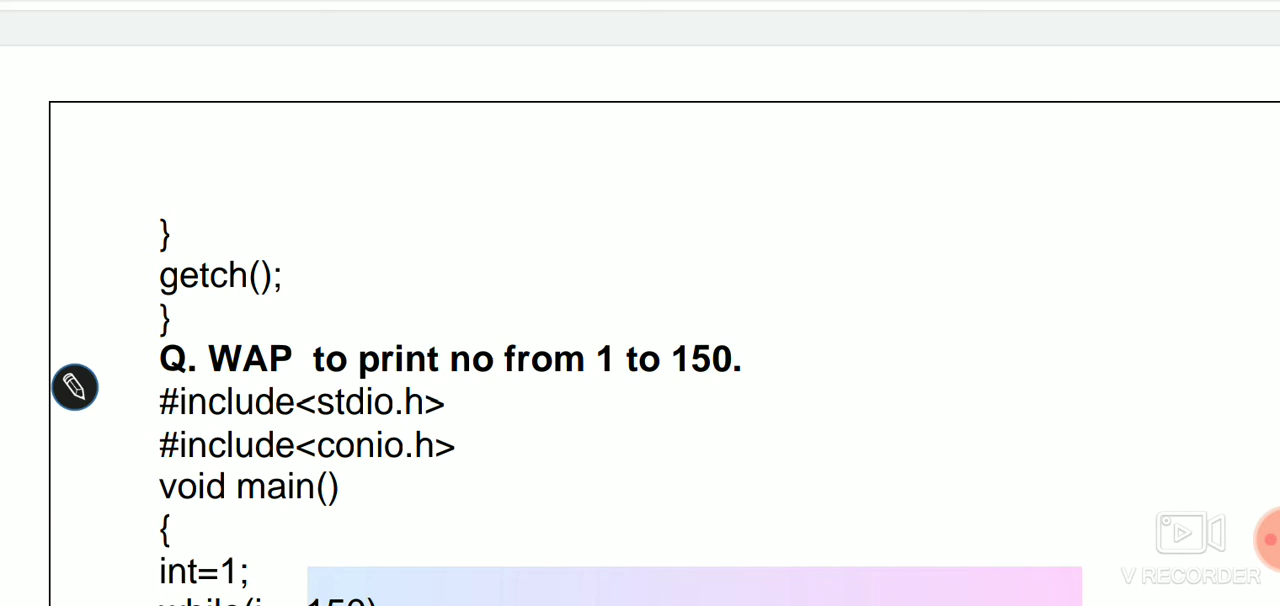 }
getch();
}
Q. WAP to print no from 1 to 150.
#include<stdio.h>
#include<conio.h>
void main()
{
int=1;
V RECORDER